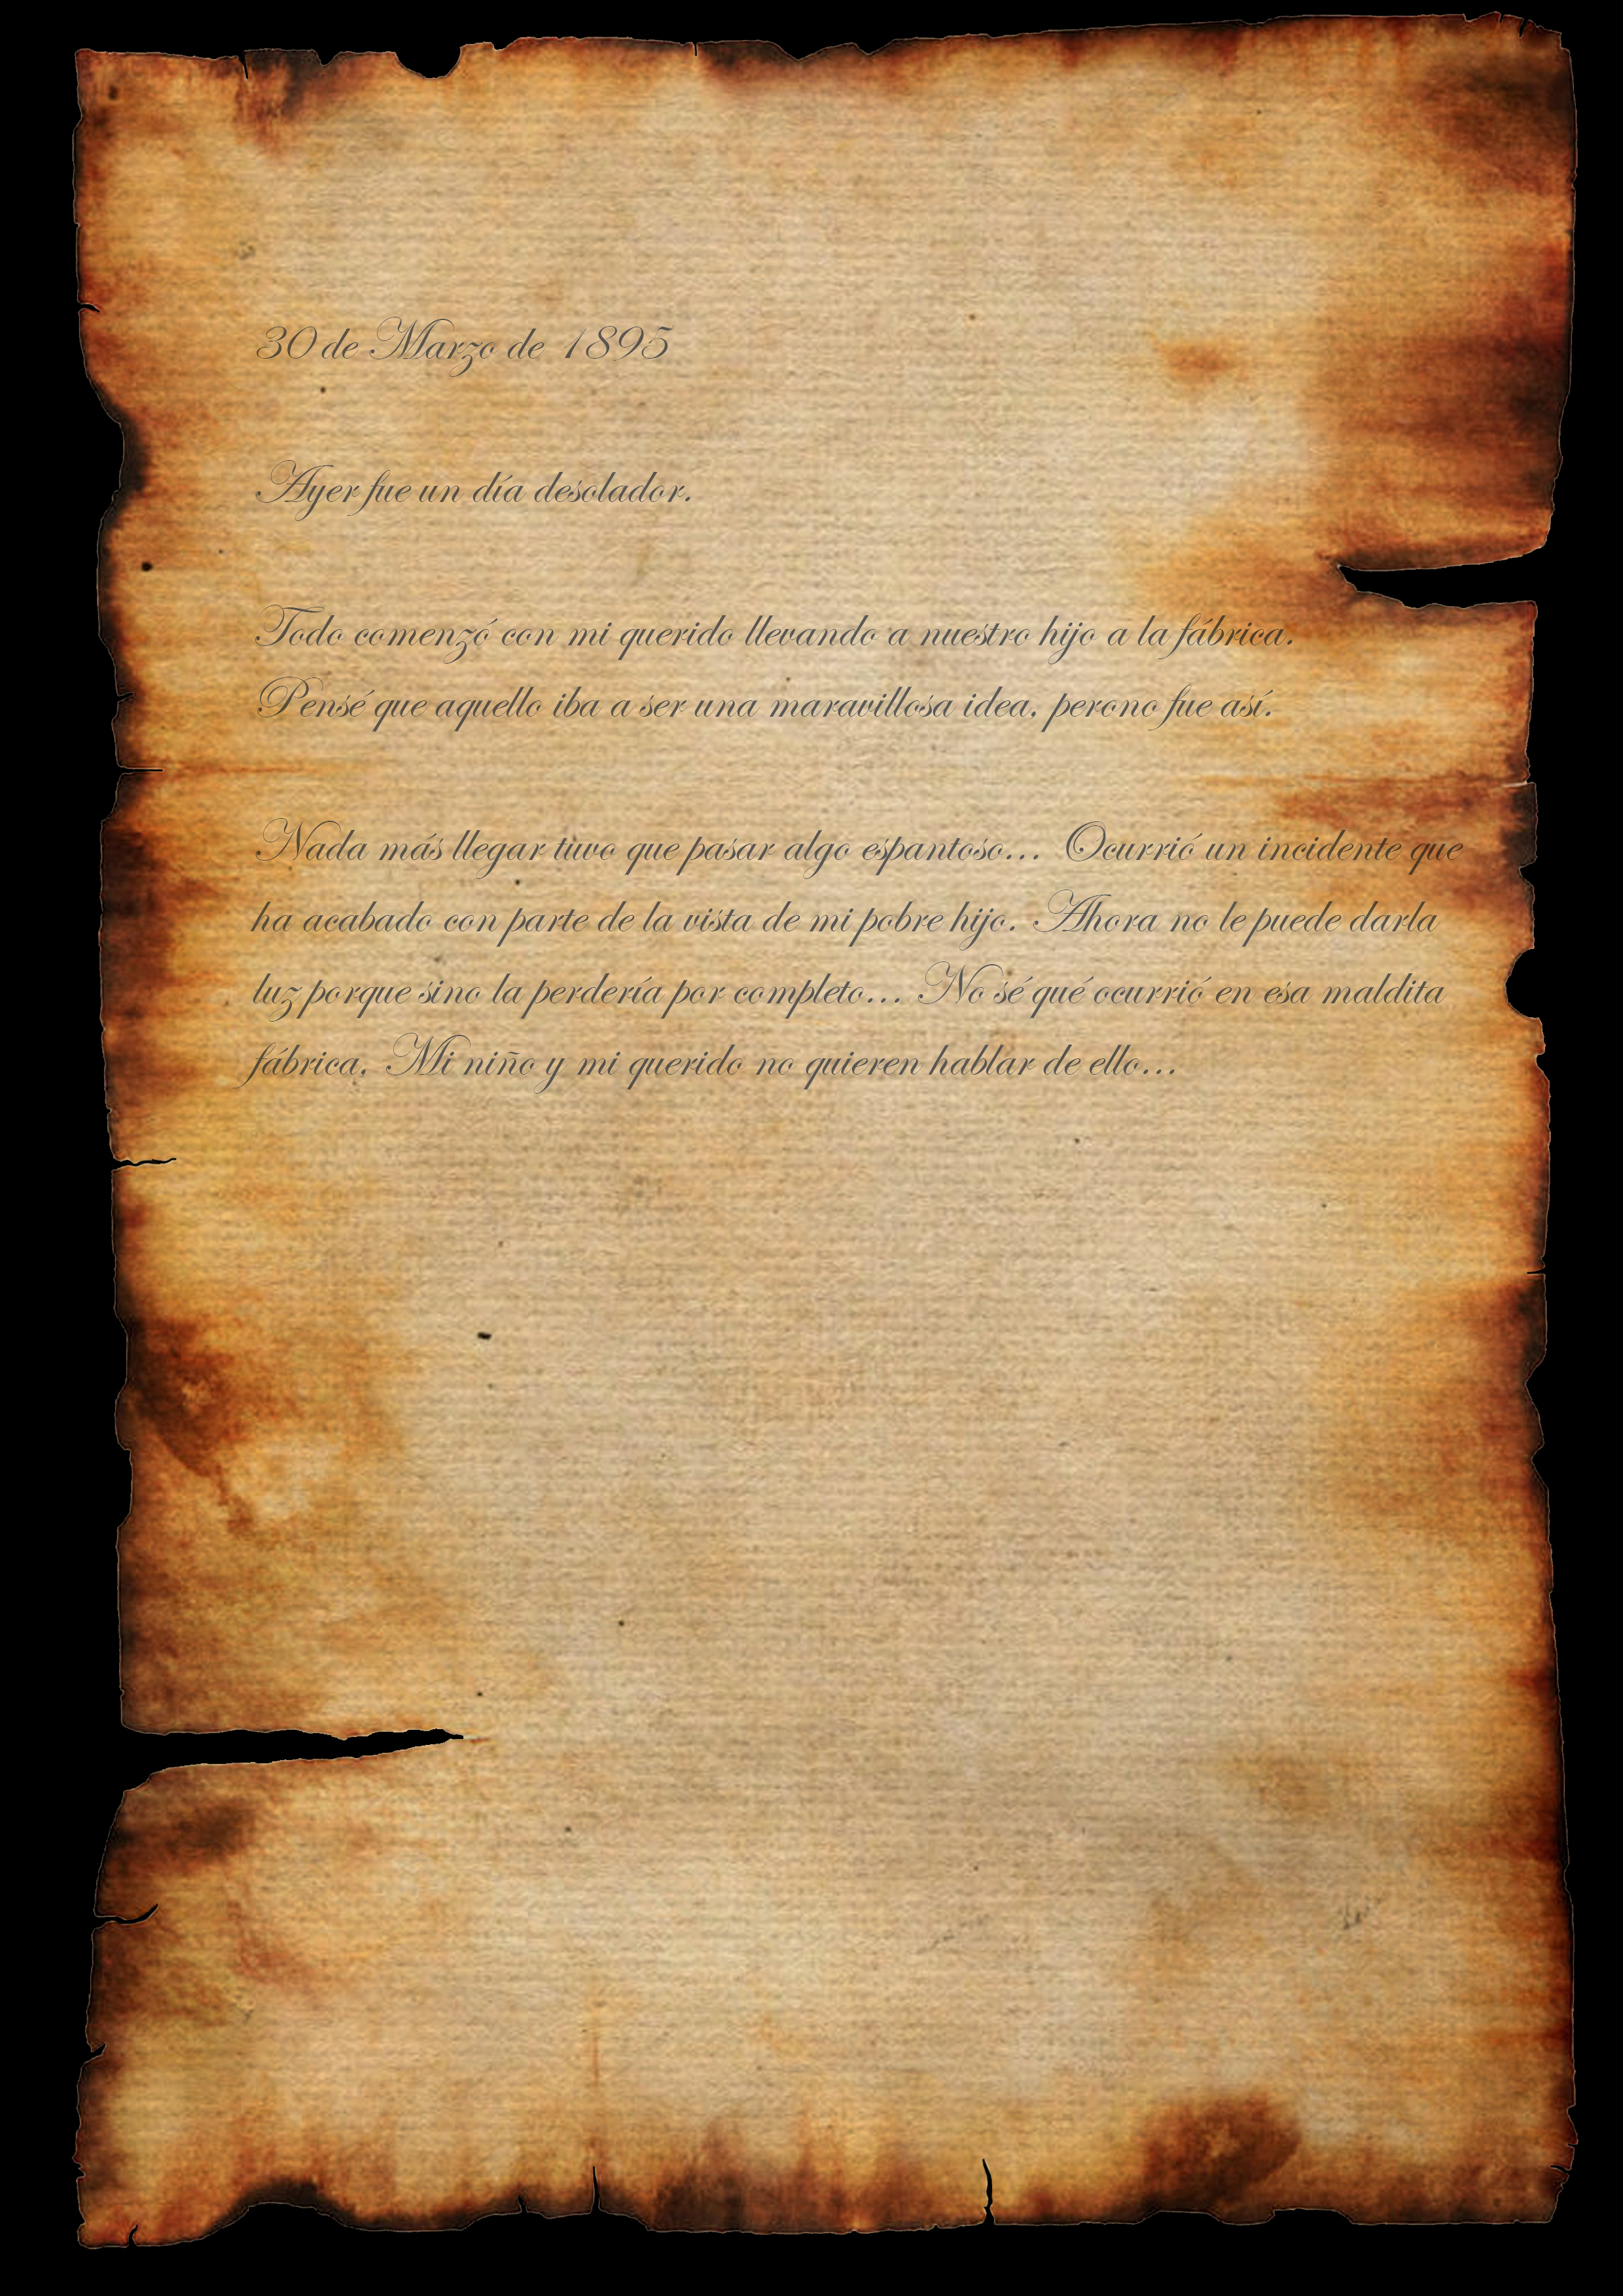 30 de Marzo de 1895
Ayer fue un día desolador.
Todo comenzó con mi querido llevando a nuestro hijo a la fábrica.
Pensé que aquello iba a ser una maravillosa idea, perono fue así.
Nada más llegar tuvo que pasar algo espantoso... Ocurrió un incidente que
ha acabado con parte de la vista de mi pobre hijo. Ahora no le puede darla
luz porque sino la perdería por completo... No sé qué ocurrió en esa maldita
fábrica. Mi niño y mi querido no quieren hablar de ello...